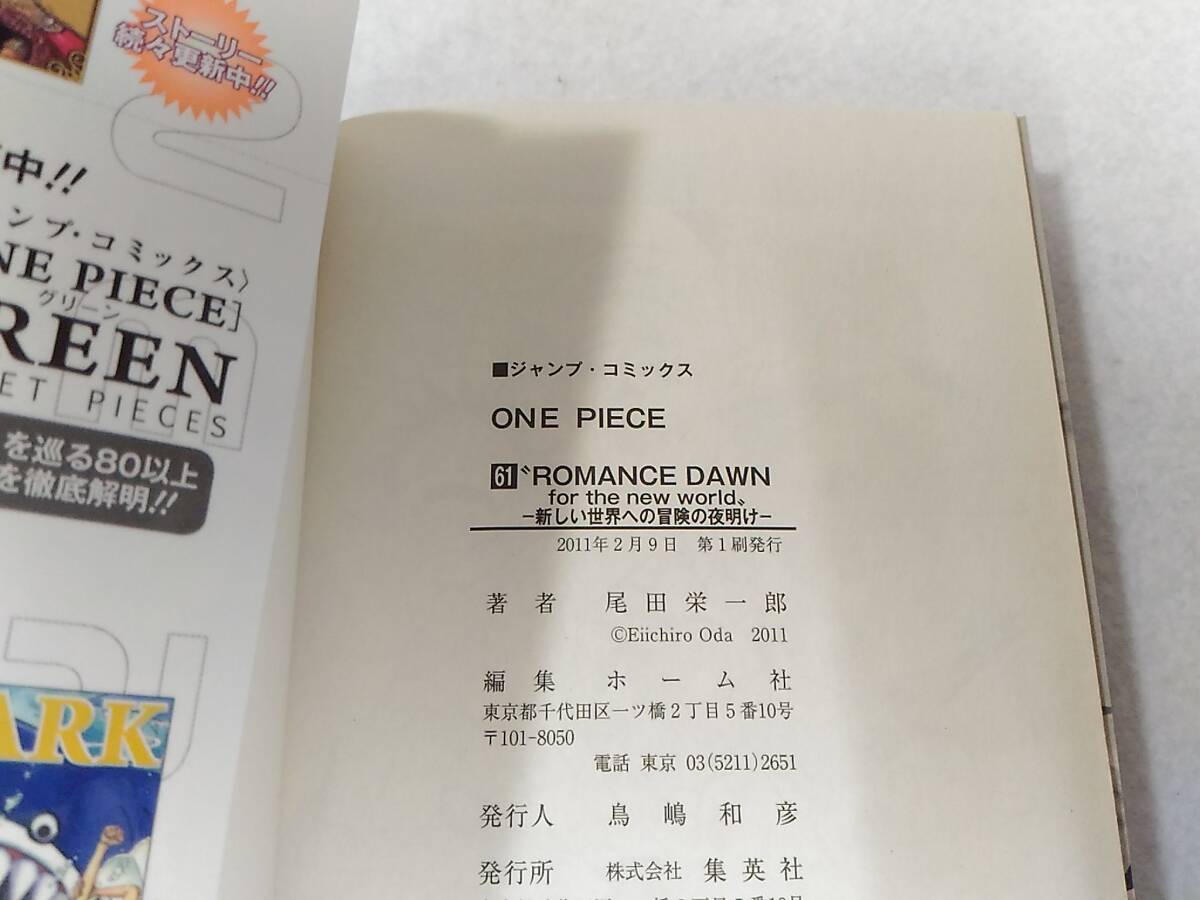 ストーリー
続々更新中!!
中!!
ンプ・コミックス〉
NE PIECE]
グリーン
REEN
ET PIECES
を巡る80以上
を徹底解明!!
ARK
■ジャンプ・コミックス
ONE PIECE
61 〝ROMANCE DAWN
for the new world〟
−新しい世界への冒険の夜明け−
2011年2月9日 第1刷発行
著者 尾田栄一郎
©Eiichiro Oda 2011
編集 ホーム社
東京都千代田区一ツ橋2丁目5番10号
〒101-8050
電話 東京 03(5211)2651
発行人 鳥嶋和彦
発行所 株式会社 集英社